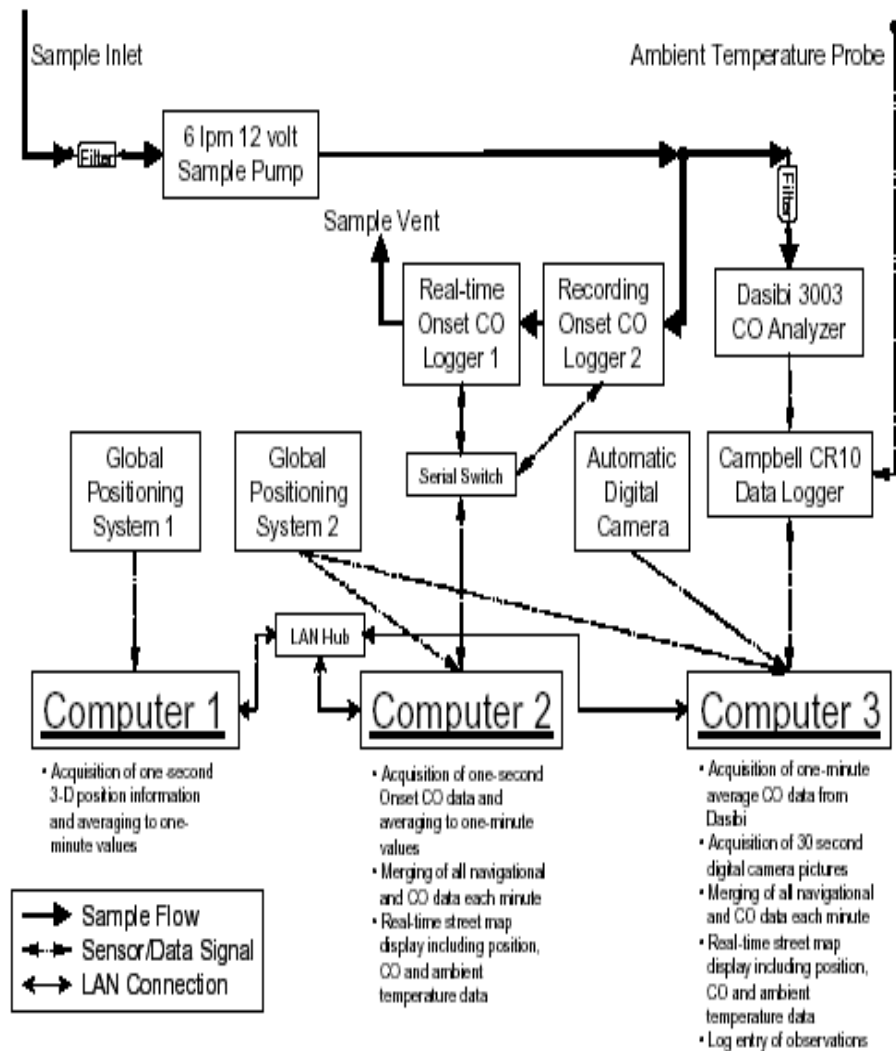 Sample Inlet
Ambient Temperature Probe
Filter
6 lpm 12 volt
Sample Pump
Filter
Sample Vent
Real-time
Onset CO
Logger 1
Recording
Onset CO
Logger 2
Dasibi 3003
CO Analyzer
Global
Positioning
System 1
Global
Positioning
System 2
Serial Switch
Automatic
Digital
Camera
Campbell CR10
Data Logger
LAN Hub
Computer 1
Computer 2
Computer 3
• Acquisition of one-second
3-D position information
and averaging to one-
minute values
• Acquisition of one-second
Onset CO data and
averaging to one-minute
values
• Merging of all navigational
and CO data each minute
• Real-time street map
display including position,
CO and ambient
temperature data
• Acquisition of one-minute
average CO data from
Dasibi
• Acquisition of 30 second
digital camera pictures
• Merging of all navigational
and CO data each minute
• Real-time street map
display including position,
CO and ambient
temperature data
• Log entry of observations
Sample Flow
Sensor/Data Signal
LAN Connection